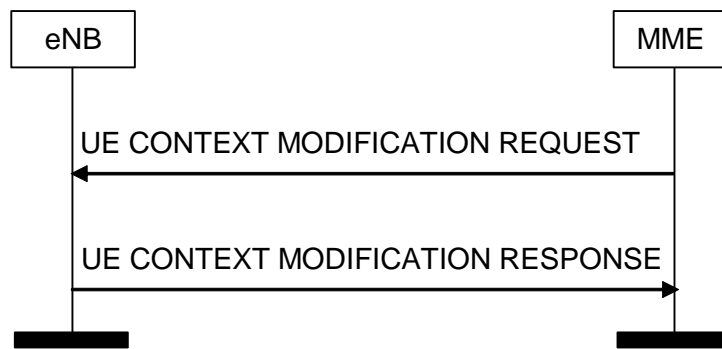 eNB
MME
UE CONTEXT MODIFICATION REQUEST
UE CONTEXT MODIFICATION RESPONSE